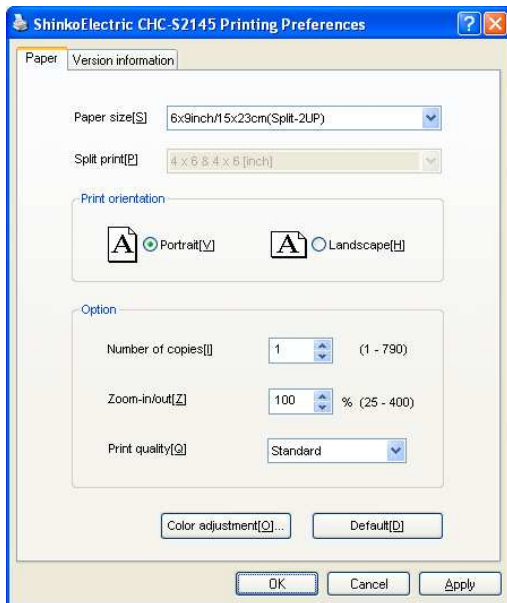 ShinkoElectric CHC-S2145 Printing Preferences
Paper Version information
Paper size[S] 6x9inch/15x23cm(Split-2UP)
Split print[P] 4 x 6 & 4 x 6 [inch]
Print orientation
A Portrait[V] A Landscape[H]
Option
Number of copies[I] 1 (1 - 790)
Zoom-in/out[Z] 100 % (25 - 400)
Print quality[Q] Standard
Color adjustment[O]... Default[D]
OK Cancel Apply